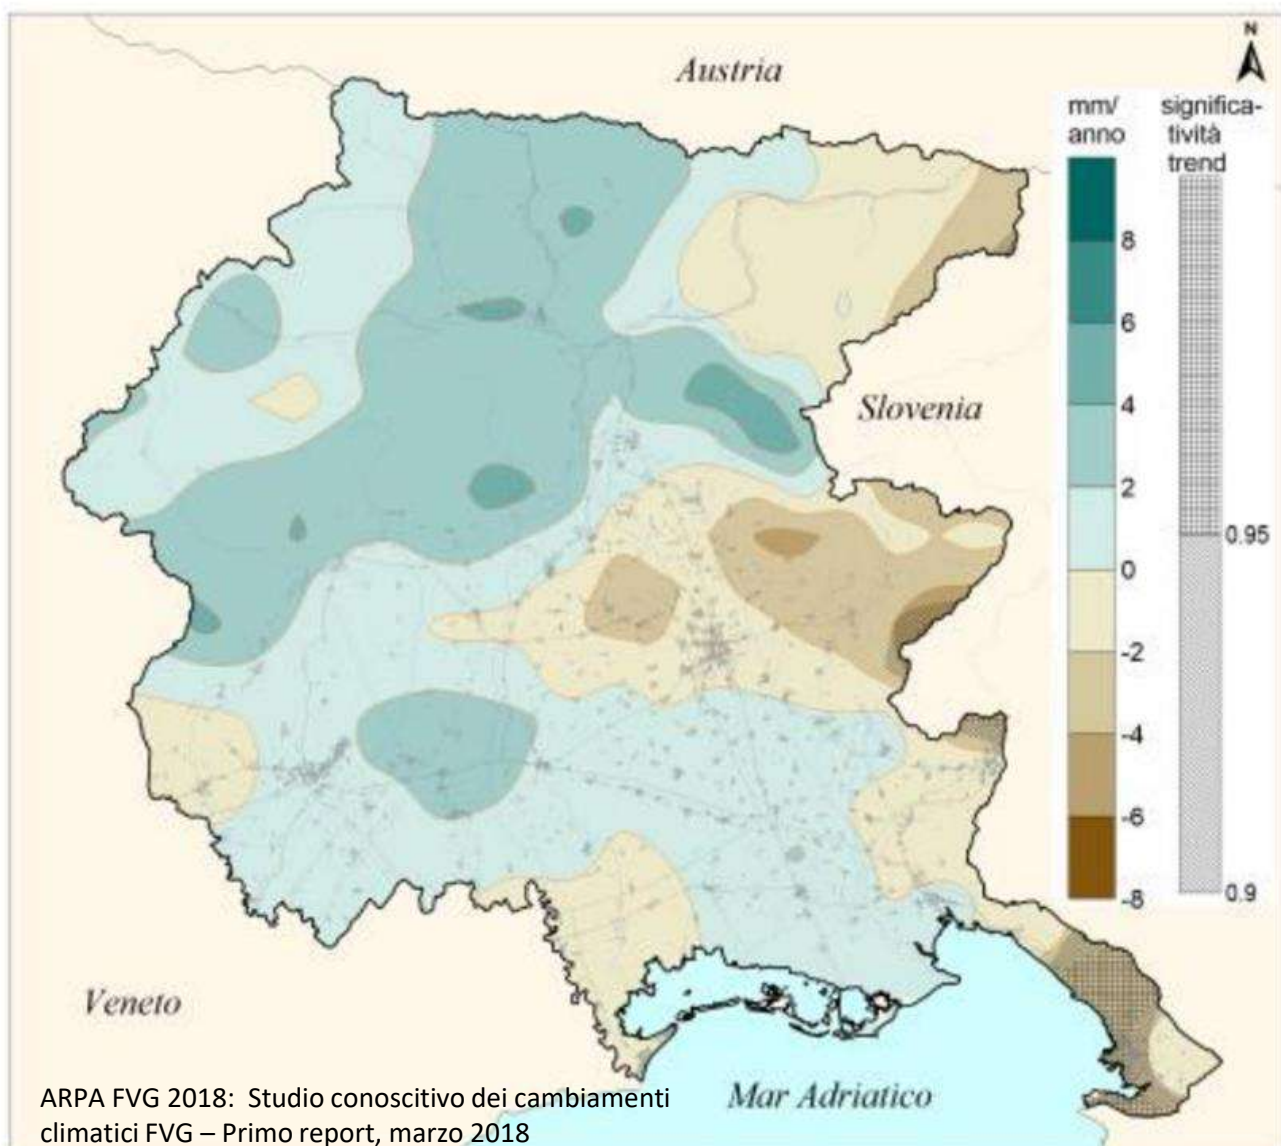 N
Austria
mm/
anno
significa-
tività
trend
8
6
4
Slovenia
2
0.95
0
-2
-4
-6
-8
0.9
Veneto
Mar Adriatico
ARPA FVG 2018: Studio conoscitivo dei cambiamenti
climatici FVG – Primo report, marzo 2018